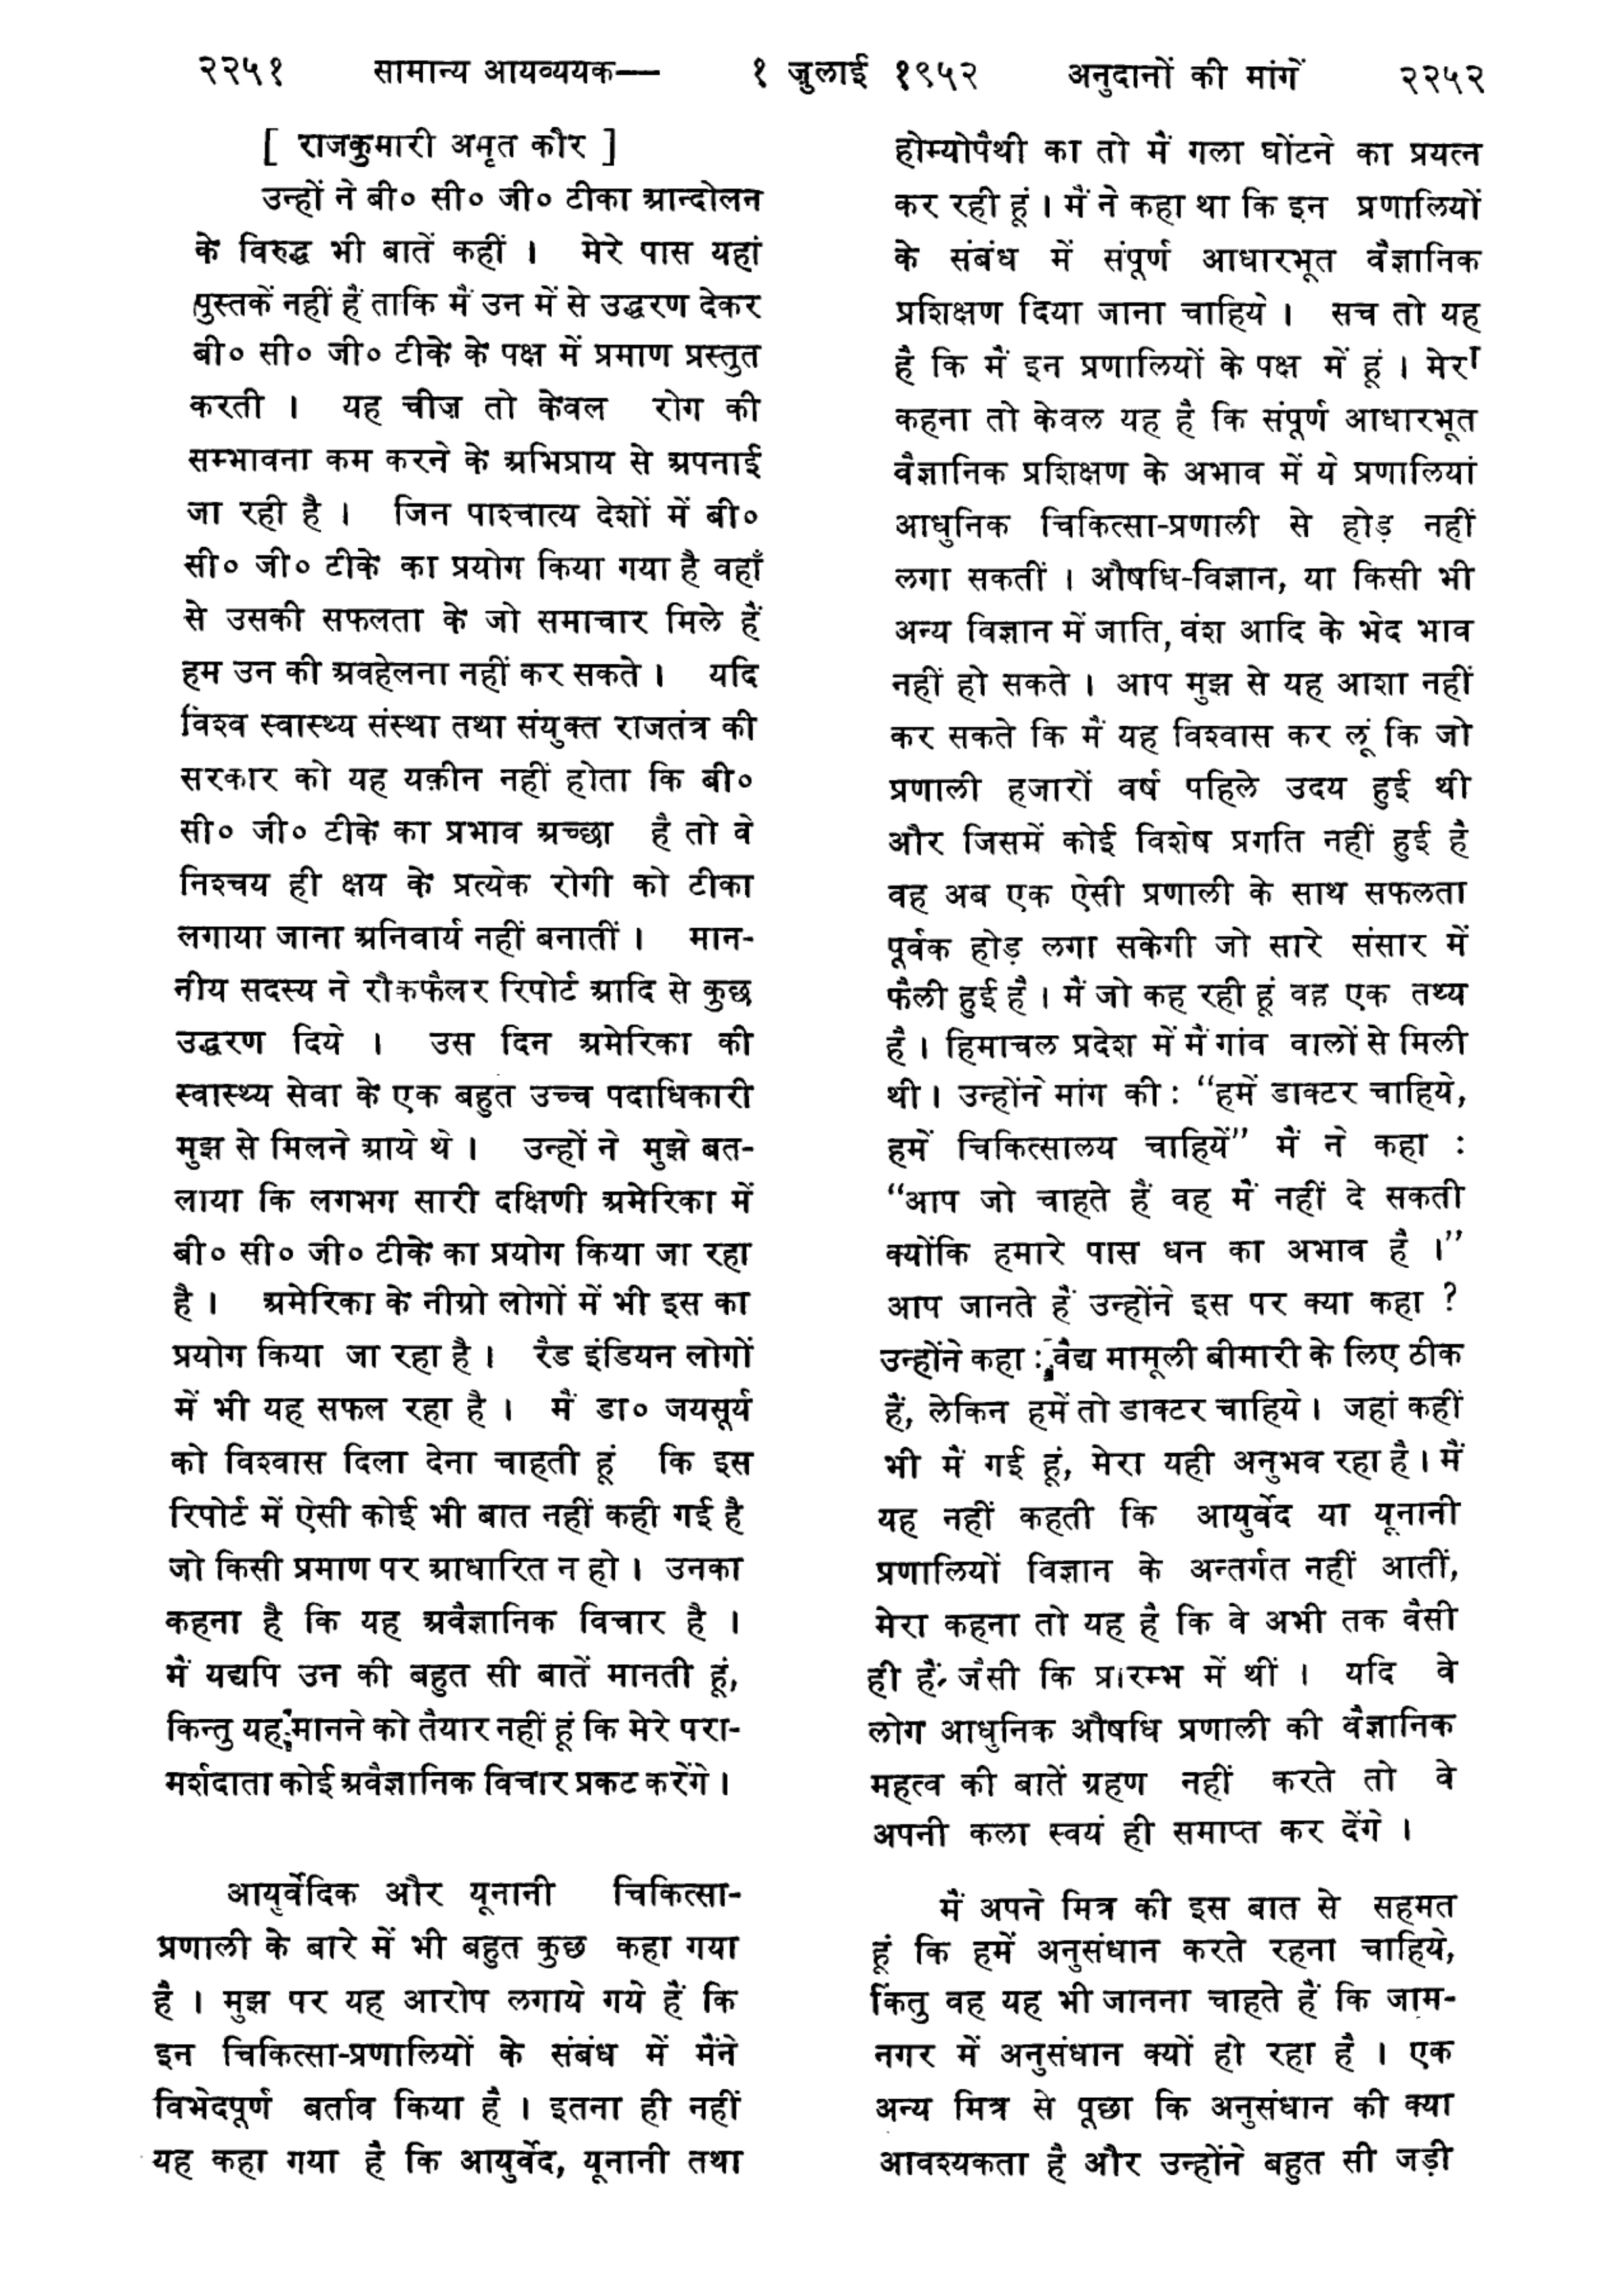 २२५१ सामान्य आयव्ययक— १ जुलाई १९५२ अनुदानों की मांगें २२५२
[ राजकुमारी अमृत कौर ]
उन्हों ने बी० सी० जी० टीका आन्दोलन
के विरुद्ध भी बातें कहीं । मेरे पास यहां
पुस्तकें नहीं हैं ताकि मैं उन में से उद्धरण देकर
बी० सी० जी० टीके के पक्ष में प्रमाण प्रस्तुत
करती । यह चीज़ तो केवल रोग की
सम्भावना कम करने के अभिप्राय से अपनाई
जा रही है । जिन पाश्चात्य देशों में बी०
सी० जी० टीके का प्रयोग किया गया है वहाँ
से उसकी सफलता के जो समाचार मिले हैं
हम उन की अवहेलना नहीं कर सकते । यदि
विश्व स्वास्थ्य संस्था तथा संयुक्त राजतंत्र की
सरकार को यह यक़ीन नहीं होता कि बी०
सी० जी० टीके का प्रभाव अच्छा है तो वे
निश्चय ही क्षय के प्रत्येक रोगी को टीका
लगाया जाना अनिवार्य नहीं बनातीं । मान-
नीय सदस्य ने रौकफैलर रिपोर्ट आदि से कुछ
उद्धरण दिये । उस दिन अमेरिका की
स्वास्थ्य सेवा के एक बहुत उच्च पदाधिकारी
मुझ से मिलने आये थे । उन्हों ने मुझे बत-
लाया कि लगभग सारी दक्षिणी अमेरिका में
बी० सी० जी० टीके का प्रयोग किया जा रहा
है । अमेरिका के नीग्रो लोगों में भी इस का
प्रयोग किया जा रहा है । रैड इंडियन लोगों
में भी यह सफल रहा है । मैं डा० जयसूर्य
को विश्वास दिला देना चाहती हूं कि इस
रिपोर्ट में ऐसी कोई भी बात नहीं कही गई है
जो किसी प्रमाण पर आधारित न हो । उनका
कहना है कि यह अवैज्ञानिक विचार है ।
मैं यद्यपि उन की बहुत सी बातें मानती हूं,
किन्तु यह मानने को तैयार नहीं हूं कि मेरे परा-
मर्शदाता कोई अवैज्ञानिक विचार प्रकट करेंगे ।
आयुर्वेदिक और यूनानी चिकित्सा-
प्रणाली के बारे में भी बहुत कुछ कहा गया
है । मुझ पर यह आरोप लगाये गये हैं कि
इन चिकित्सा-प्रणालियों के संबंध में मैंने
विभेदपूर्ण बर्ताव किया है । इतना ही नहीं
यह कहा गया है कि आयुर्वेद, यूनानी तथा
होम्योपैथी का तो मैं गला घोंटने का प्रयत्न
कर रही हूं । मैं ने कहा था कि इन प्रणालियों
के संबंध में संपूर्ण आधारभूत वैज्ञानिक
प्रशिक्षण दिया जाना चाहिये । सच तो यह
है कि मैं इन प्रणालियों के पक्ष में हूं । मेरा
कहना तो केवल यह है कि संपूर्ण आधारभूत
वैज्ञानिक प्रशिक्षण के अभाव में ये प्रणालियां
आधुनिक चिकित्सा-प्रणाली से होड़ नहीं
लगा सकतीं । औषधि-विज्ञान, या किसी भी
अन्य विज्ञान में जाति, वंश आदि के भेद भाव
नहीं हो सकते । आप मुझ से यह आशा नहीं
कर सकते कि मैं यह विश्वास कर लूं कि जो
प्रणाली हजारों वर्ष पहिले उदय हुई थी
और जिसमें कोई विशेष प्रगति नहीं हुई है
वह अब एक ऐसी प्रणाली के साथ सफलता
पूर्वक होड़ लगा सकेगी जो सारे संसार में
फैली हुई है । मैं जो कह रही हूं वह एक तथ्य
है । हिमाचल प्रदेश में मैं गांव वालों से मिली
थी । उन्होंने मांग की : “हमें डाक्टर चाहिये,
हमें चिकित्सालय चाहियें” मैं ने कहा :
“आप जो चाहते हैं वह मैं नहीं दे सकती
क्योंकि हमारे पास धन का अभाव है ।”
आप जानते हैं उन्होंने इस पर क्या कहा ?
उन्होंने कहा : वैद्य मामूली बीमारी के लिए ठीक
हैं, लेकिन हमें तो डाक्टर चाहिये । जहां कहीं
भी मैं गई हूं, मेरा यही अनुभव रहा है । मैं
यह नहीं कहती कि आयुर्वेद या यूनानी
प्रणालियों विज्ञान के अन्तर्गत नहीं आतीं,
मेरा कहना तो यह है कि वे अभी तक वैसी
ही हैं जैसी कि प्रारम्भ में थीं । यदि वे
लोग आधुनिक औषधि प्रणाली की वैज्ञानिक
महत्व की बातें ग्रहण नहीं करते तो वे
अपनी कला स्वयं ही समाप्त कर देंगे ।
मैं अपने मित्र की इस बात से सहमत
हूं कि हमें अनुसंधान करते रहना चाहिये,
किंतु वह यह भी जानना चाहते हैं कि जाम-
नगर में अनुसंधान क्यों हो रहा है । एक
अन्य मित्र से पूछा कि अनुसंधान की क्या
आवश्यकता है और उन्होंने बहुत सी जड़ी